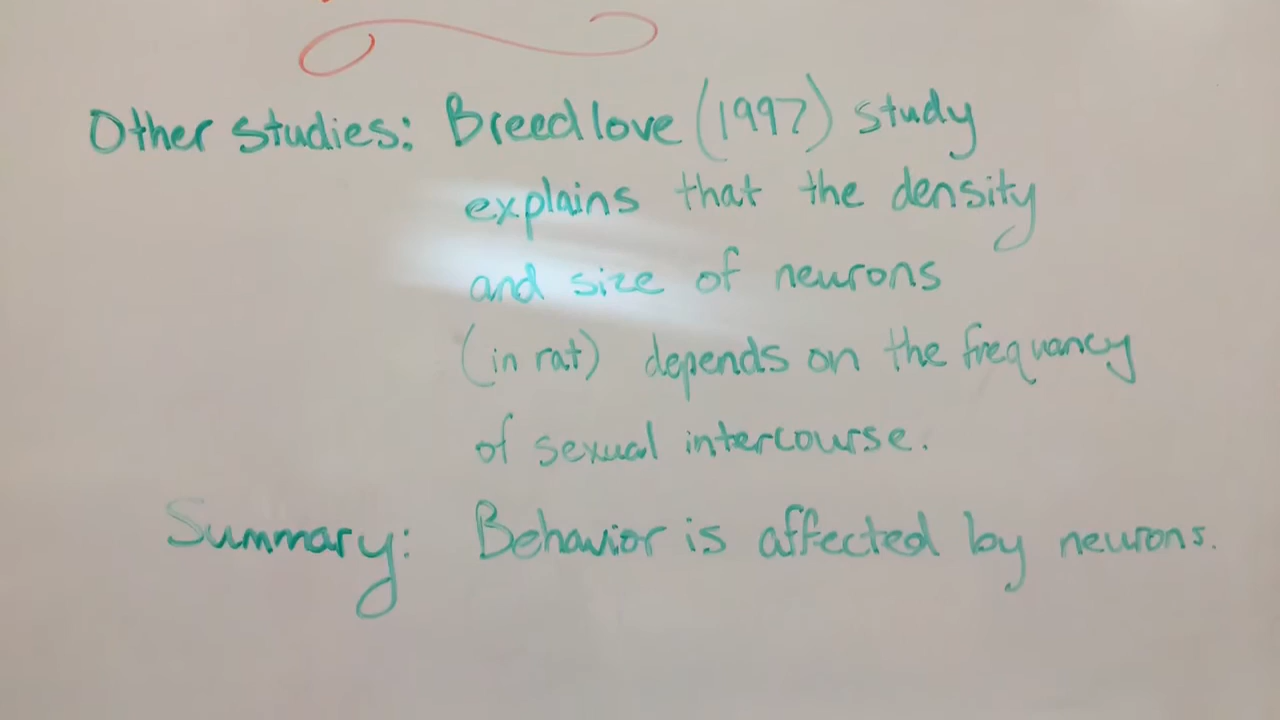 Other studies: Breedlove (1997) study
explains that the density
and size of neurons
(in rat) depends on the frequancy
of sexual intercourse.
Summary: Behavior is affected by neurons.